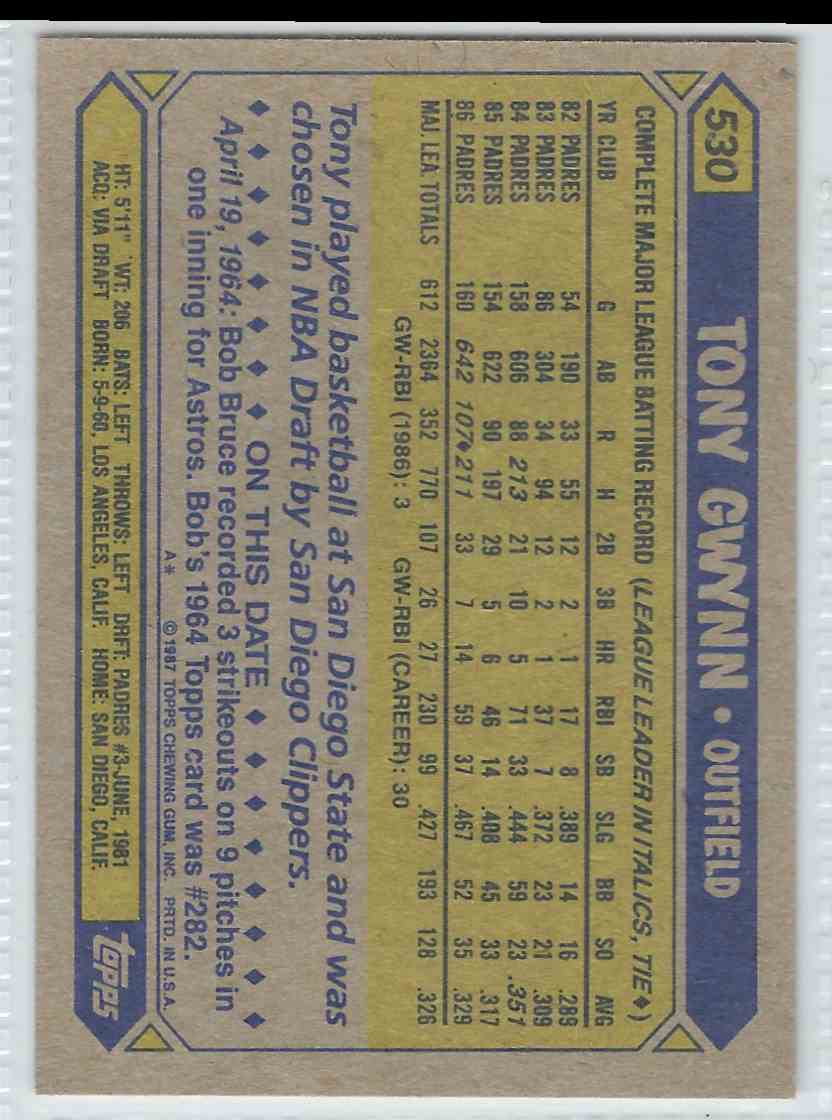 530 TONY GWYNN • OUTFIELD
COMPLETE MAJOR LEAGUE BATTING RECORD (LEAGUE LEADER IN ITALICS, TIE♦)
YR CLUB G AB R H 2B 3B HR RBI SB SLG BB SO AVG
82 PADRES 54 190 33 55 12 2 1 17 8 .389 14 16 .289
83 PADRES 86 304 34 94 12 2 1 37 7 .372 23 21 .309
84 PADRES 158 606 88 213 21 10 5 71 33 .444 59 23 .351
85 PADRES 154 622 90 197 29 5 6 46 14 .408 45 33 .317
86 PADRES 160 642 107♦211 33 7 14 59 37 .467 52 35 .329
MAJ. LEA TOTALS 612 2364 352 770 107 26 27 230 99 .427 193 128 .326
GW-RBI (1986): 3 GW-RBI (CAREER): 30
Tony played basketball at San Diego State and was
chosen in NBA Draft by San Diego Clippers.
♦ ♦ ♦ ♦ ♦ ♦ ON THIS DATE ♦ ♦ ♦ ♦ ♦ ♦ ♦
April 19, 1964: Bob Bruce recorded 3 strikeouts on 9 pitches in
one inning for Astros. Bob's 1964 Topps card was #282.
A* © 1987 TOPPS CHEWING GUM, INC. PRTD. IN U.S.A.
HT: 5'11" WT: 206 BATS: LEFT THROWS: LEFT DRFT: PADRES #3-JUNE, 1981
ACQ: VIA DRAFT BORN: 5-9-60, LOS ANGELES, CALIF. HOME: SAN DIEGO, CALIF.
topps